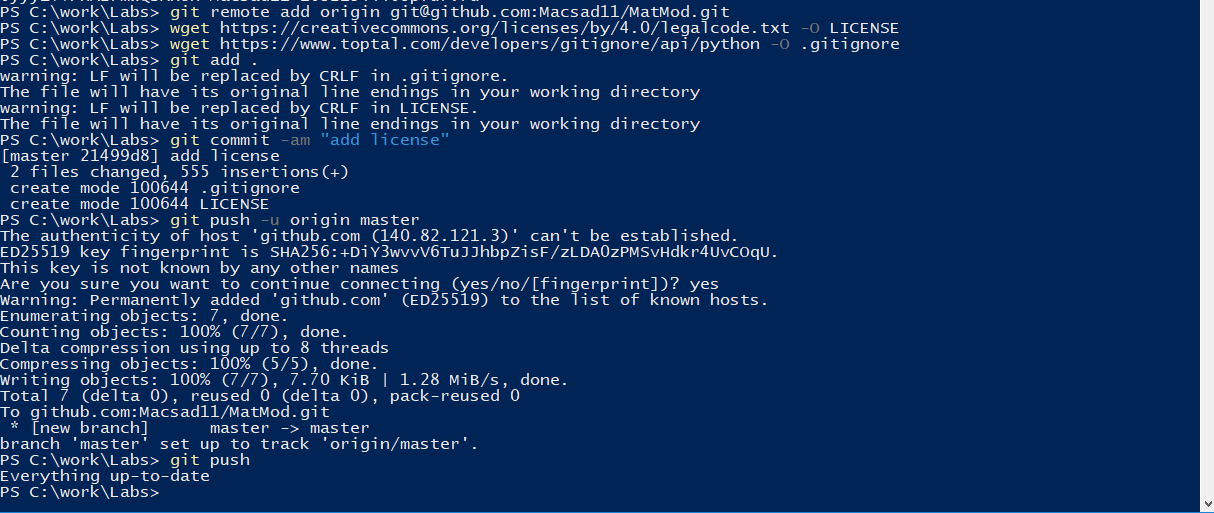 PS C:\work\Labs> git remote add origin git@github.com:Macsad11/MatMod.git
PS C:\work\Labs> wget https://creativecommons.org/licenses/by/4.0/legalcode.txt -O LICENSE
PS C:\work\Labs> wget https://www.toptal.com/developers/gitignore/api/python -O .gitignore
PS C:\work\Labs> git add .
warning: LF will be replaced by CRLF in .gitignore.
The file will have its original line endings in your working directory
warning: LF will be replaced by CRLF in LICENSE.
The file will have its original line endings in your working directory
PS C:\work\Labs> git commit -am "add license"
[master 21499d8] add license
 2 files changed, 555 insertions(+)
 create mode 100644 .gitignore
 create mode 100644 LICENSE
PS C:\work\Labs> git push -u origin master
The authenticity of host 'github.com (140.82.121.3)' can't be established.
ED25519 key fingerprint is SHA256:+DiY3wvvV6TuJJhbpZisF/zLDA0zPMSvHdkr4UvCOqU.
This key is not known by any other names
Are you sure you want to continue connecting (yes/no/[fingerprint])? yes
Warning: Permanently added 'github.com' (ED25519) to the list of known hosts.
Enumerating objects: 7, done.
Counting objects: 100% (7/7), done.
Delta compression using up to 8 threads
Compressing objects: 100% (5/5), done.
Writing objects: 100% (7/7), 7.70 KiB | 1.28 MiB/s, done.
Total 7 (delta 0), reused 0 (delta 0), pack-reused 0
To github.com:Macsad11/MatMod.git
 * [new branch]      master -> master
branch 'master' set up to track 'origin/master'.
PS C:\work\Labs> git push
Everything up-to-date
PS C:\work\Labs>